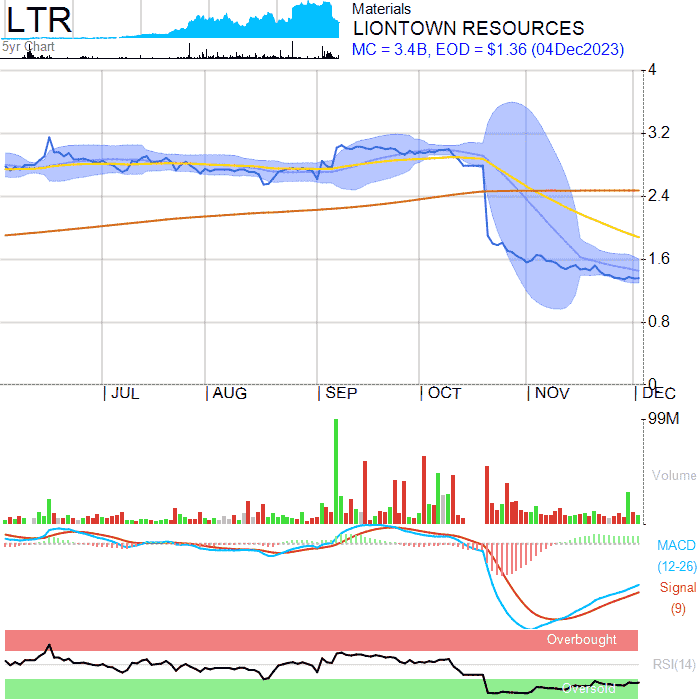 LTR
Materials
LIONTOWN RESOURCES
MC = 3.4B, EOD = $1.36 (04Dec2023)
5yr Chart
4
3.2
2.4
1.6
0.8
0
JUL
AUG
SEP
OCT
NOV
DEC
99M
Volume
MACD
(12-26)
Signal
(9)
Overbought
RSI(14)
Oversold